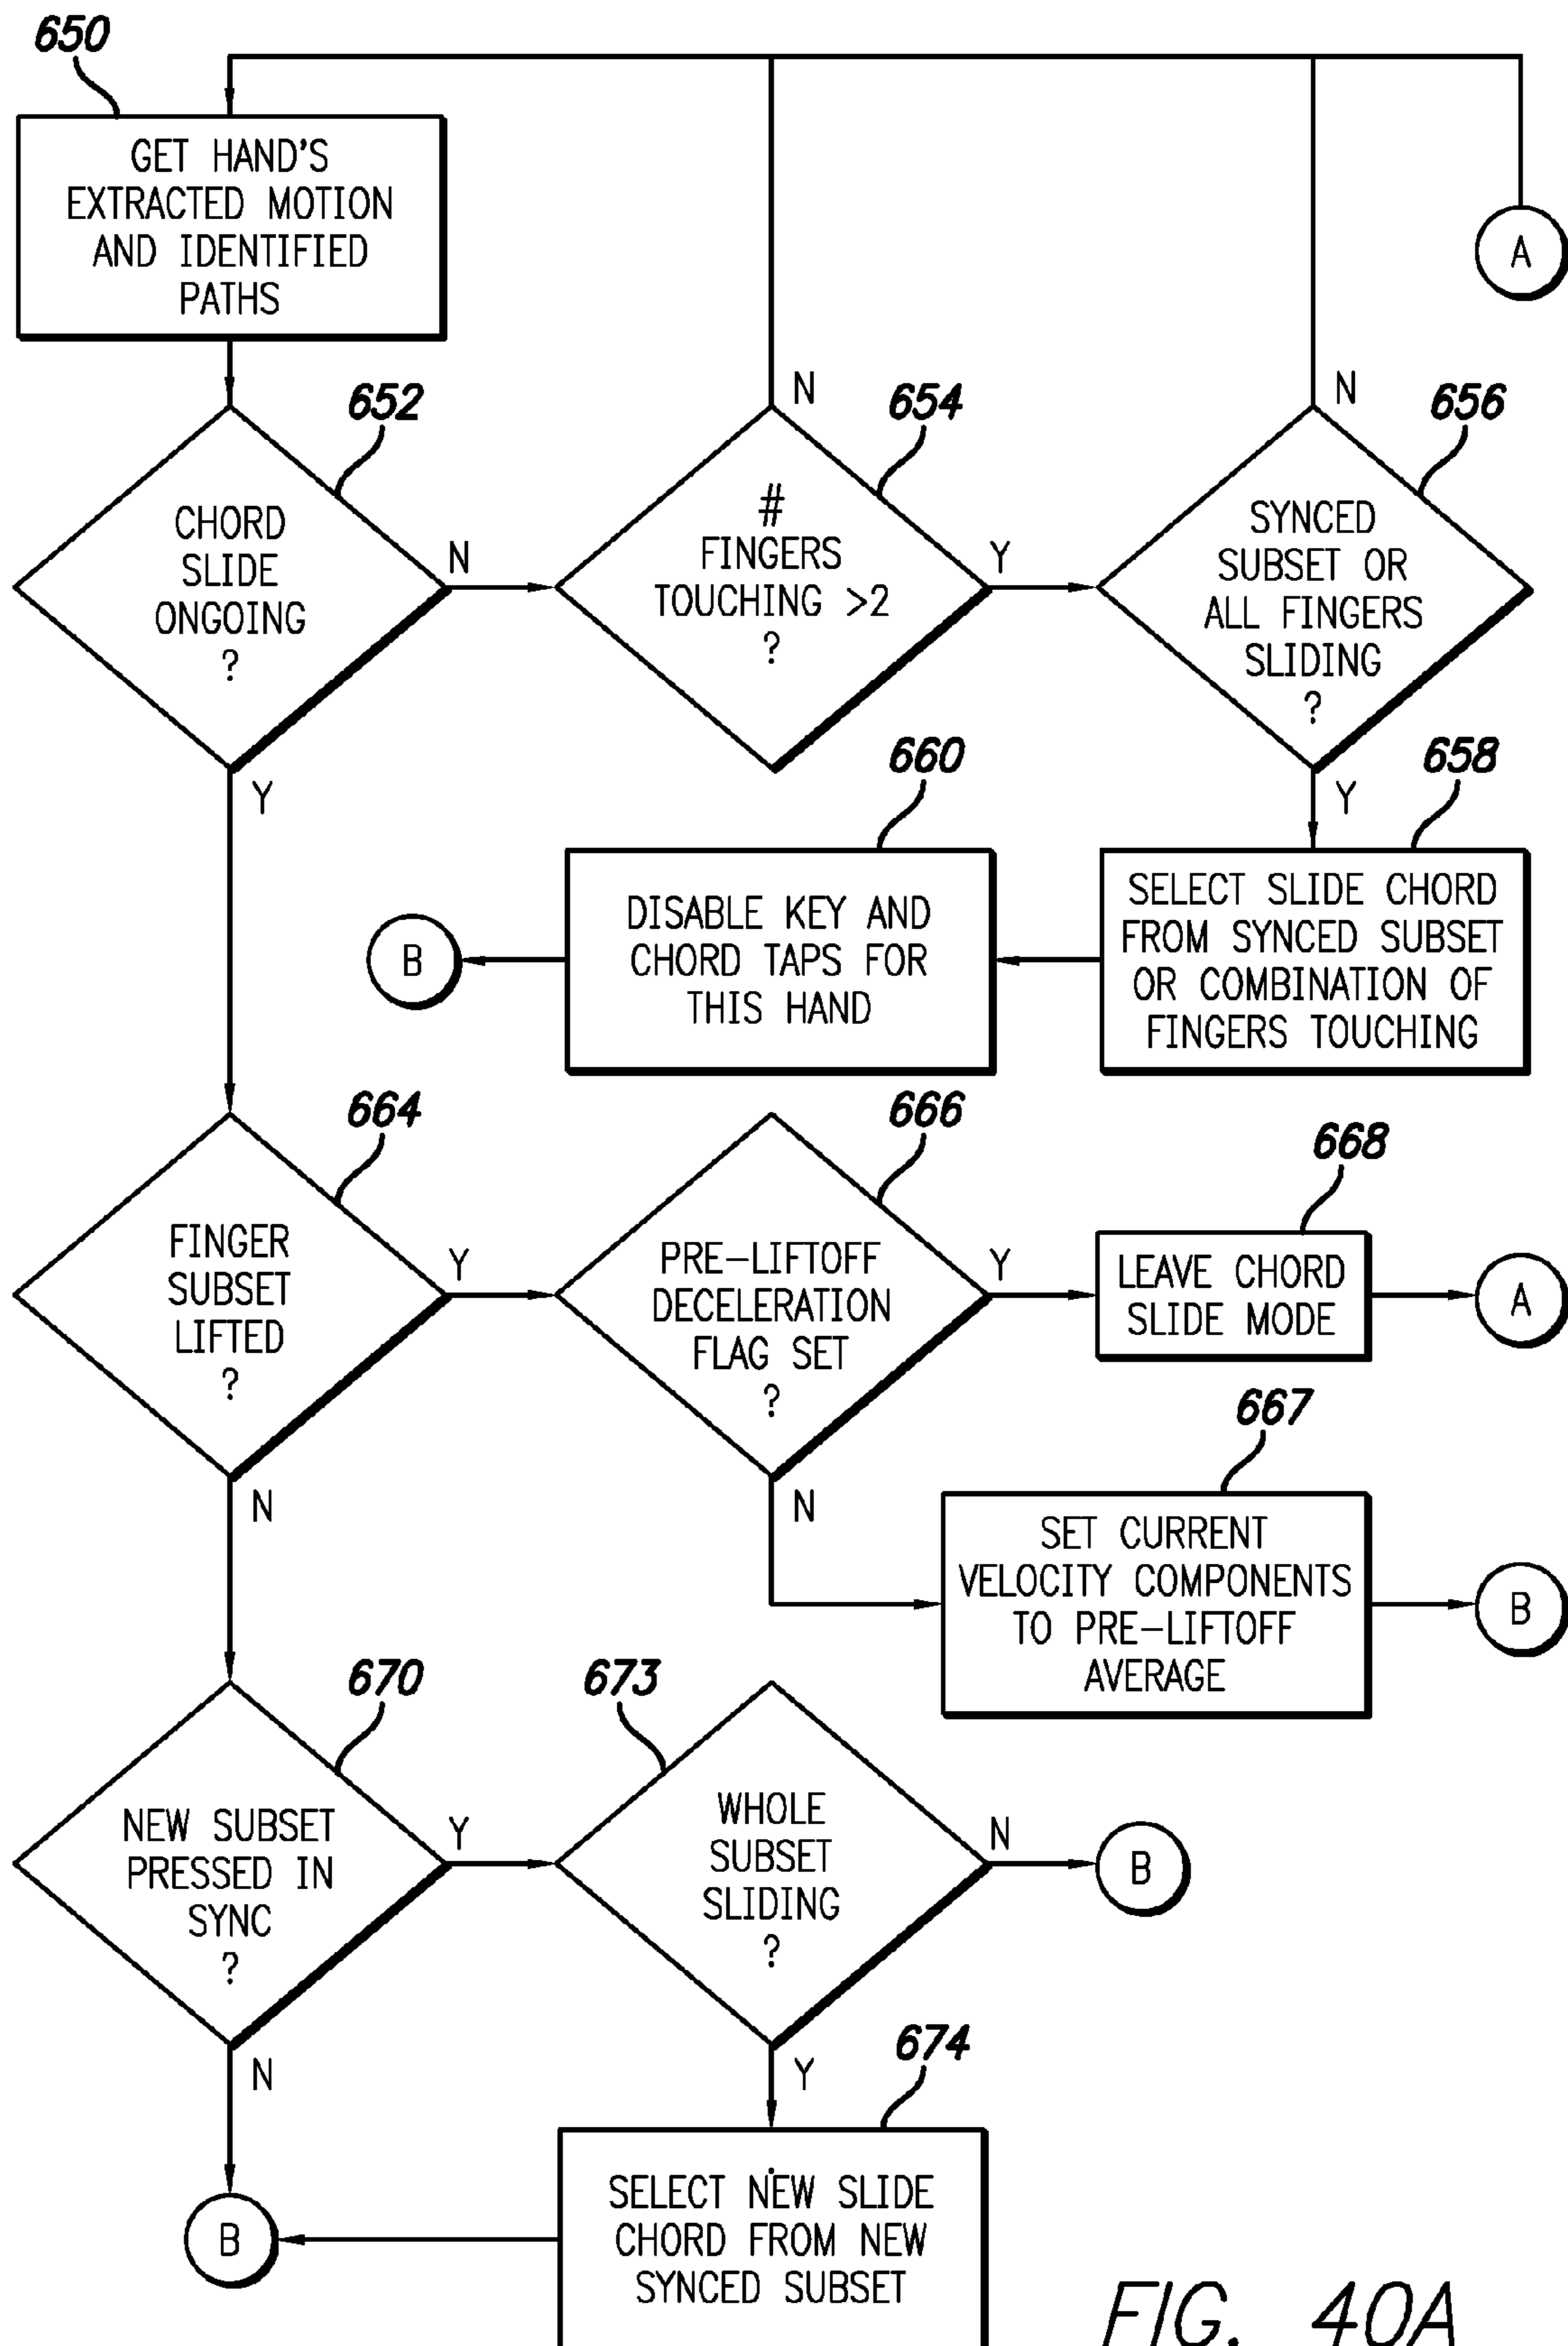 650
GET HAND'S
EXTRACTED MOTION
AND IDENTIFIED
PATHS
A
652
CHORD
SLIDE
ONGOING
?
N
Y
N
654
#
FINGERS
TOUCHING >2
?
Y
N
656
SYNCED
SUBSET OR
ALL FINGERS
SLIDING
?
Y
658
SELECT SLIDE CHORD
FROM SYNCED SUBSET
OR COMBINATION OF
FINGERS TOUCHING
660
DISABLE KEY AND
CHORD TAPS FOR
THIS HAND
B
664
FINGER
SUBSET
LIFTED
?
Y
N
666
PRE-LIFTOFF
DECELERATION
FLAG SET
?
Y
N
668
LEAVE CHORD
SLIDE MODE
A
667
SET CURRENT
VELOCITY COMPONENTS
TO PRE-LIFTOFF
AVERAGE
B
670
NEW SUBSET
PRESSED IN
SYNC
?
Y
N
673
WHOLE
SUBSET
SLIDING
?
N
B
Y
674
SELECT NEW SLIDE
CHORD FROM NEW
SYNCED SUBSET
B
FIG. 40A